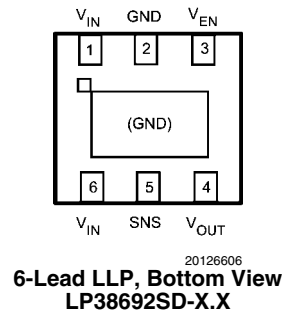 V_IN GND V_EN
1 2 3
(GND)
6 5 4
V_IN SNS V_OUT
20126606
6-Lead LLP, Bottom View
LP38692SD-X.X